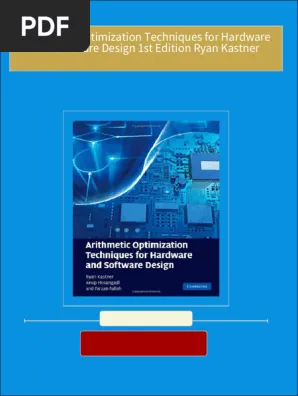 PDF
timization Techniques for Hardware
re Design 1st Edition Ryan Kastner
Arithmetic Optimization
Techniques for Hardware
and Software Design
Ryan Kastner
Anup Hosangadi
and Farzan Fallah